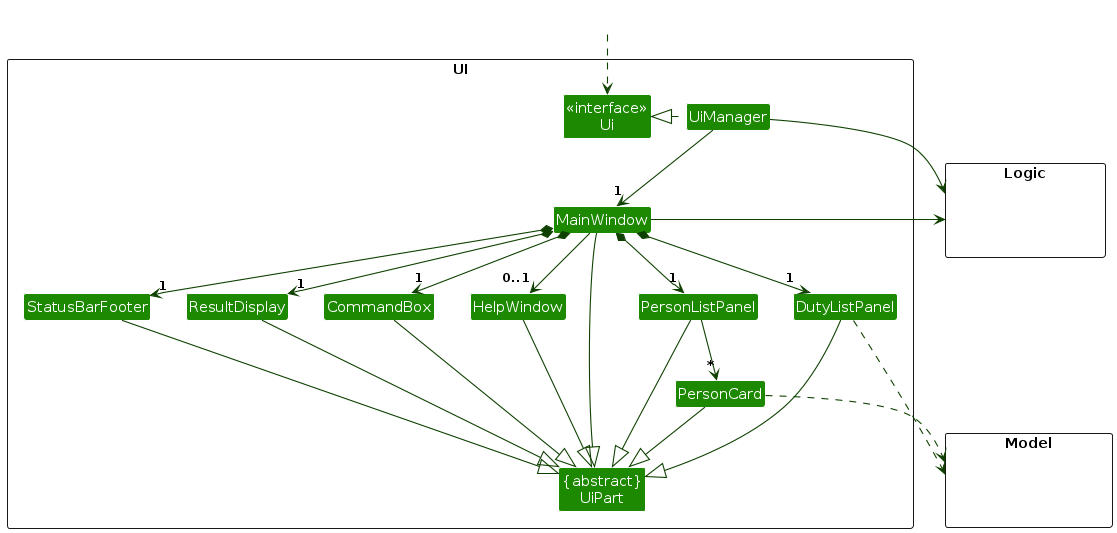 UI
«interface»
Ui
UiManager
Logic
1
MainWindow
1
1
1
0..1
1
1
StatusBarFooter
ResultDisplay
CommandBox
HelpWindow
PersonListPanel
DutyListPanel
*
PersonCard
Model
{abstract}
UiPart